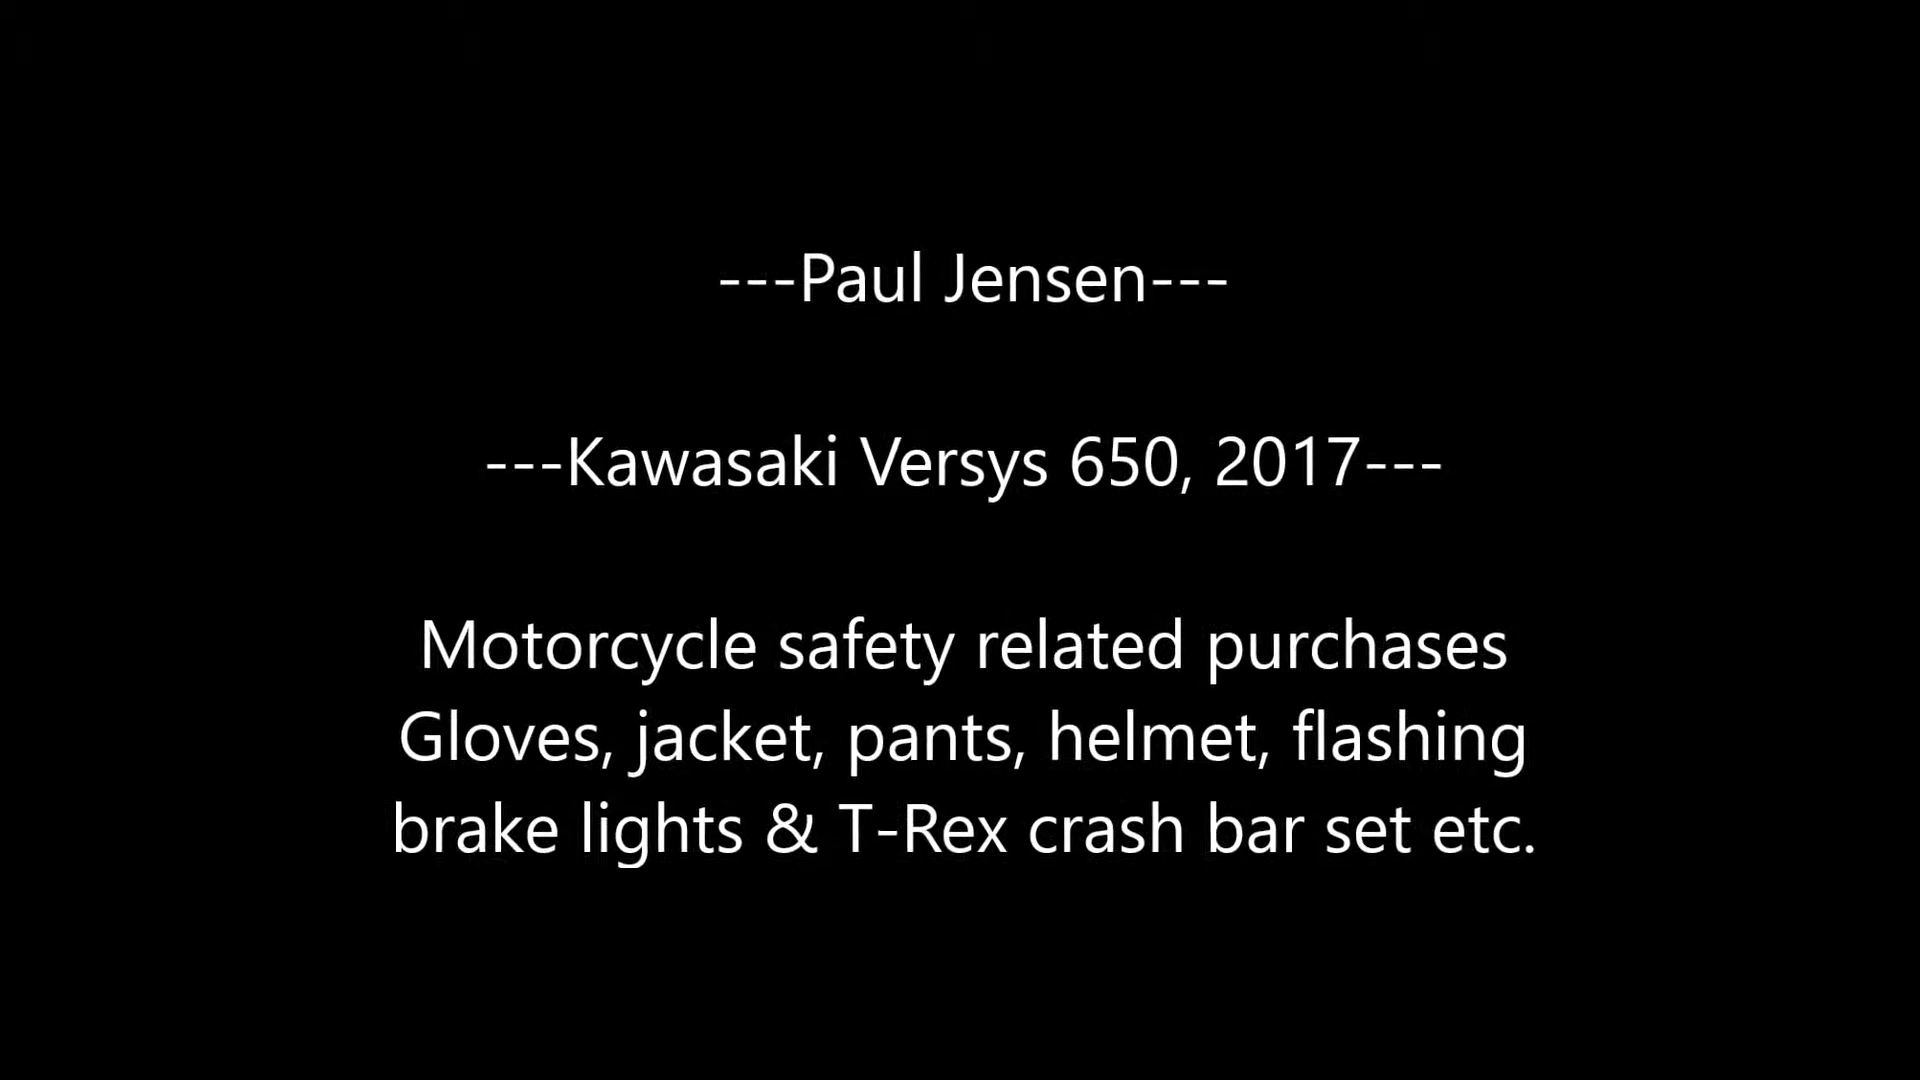 ---Paul Jensen---
---Kawasaki Versys 650, 2017---
Motorcycle safety related purchases
Gloves, jacket, pants, helmet, flashing
brake lights & T-Rex crash bar set etc.